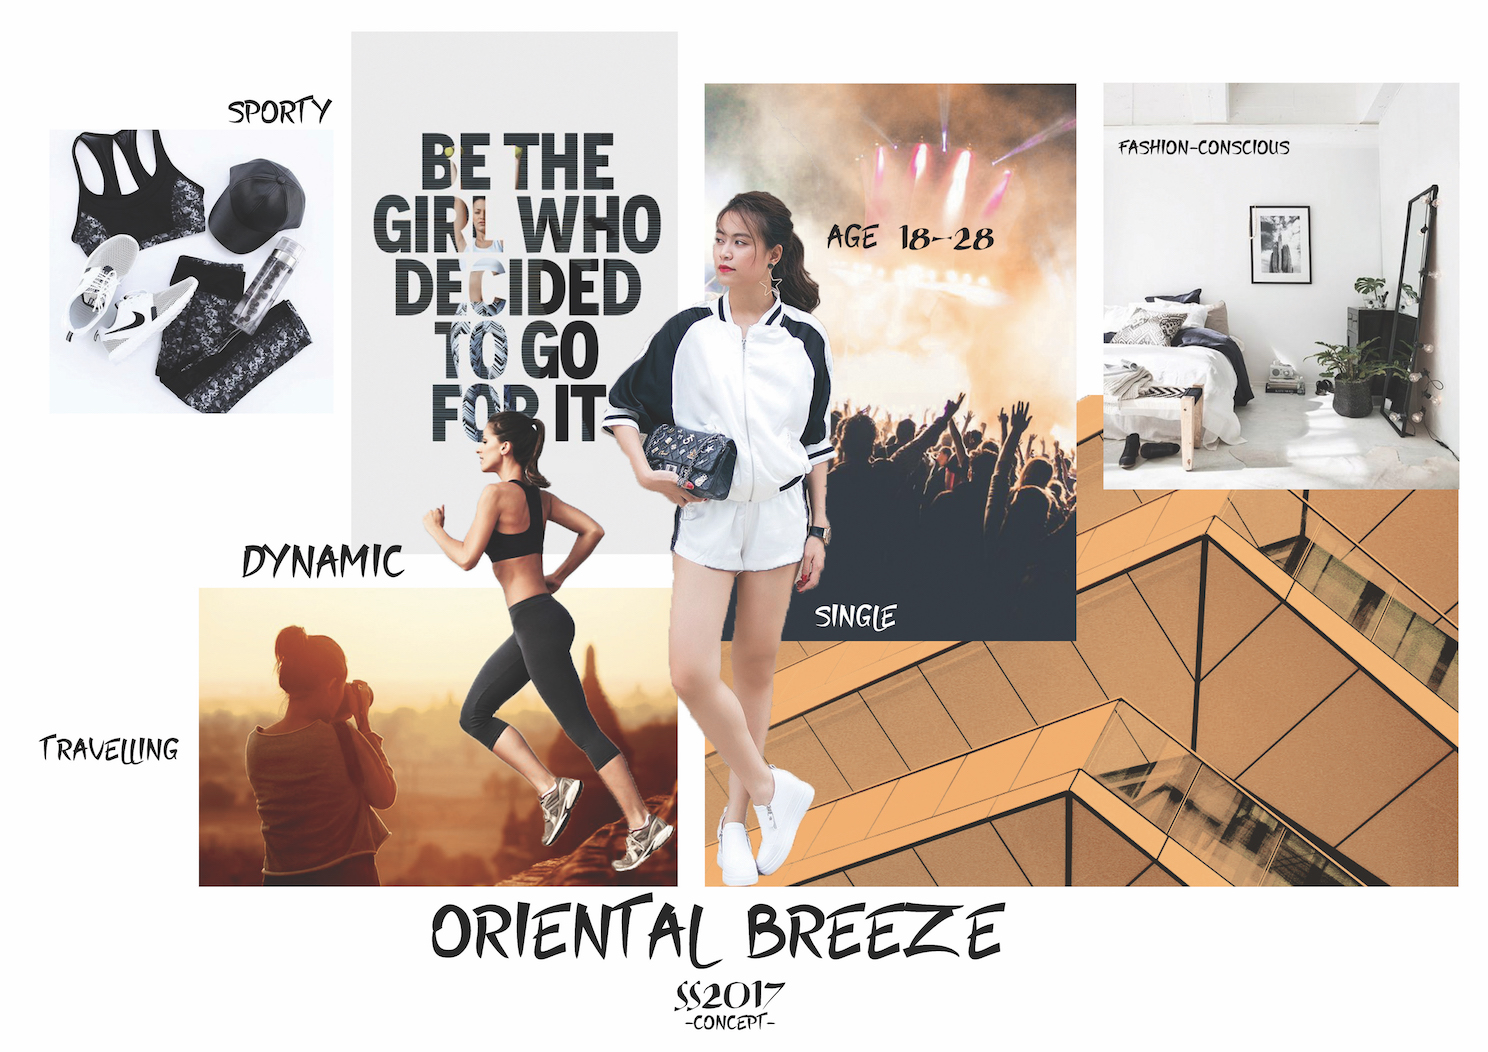 SPORTY
BE THE
GIRL WHO
DECIDED
TO GO
FOR IT
AGE 18--28
FASHION-CONSCIOUS
DYNAMIC
SINGLE
TRAVELLING
ORIENTAL BREEZE
SS2017
-CONCEPT-